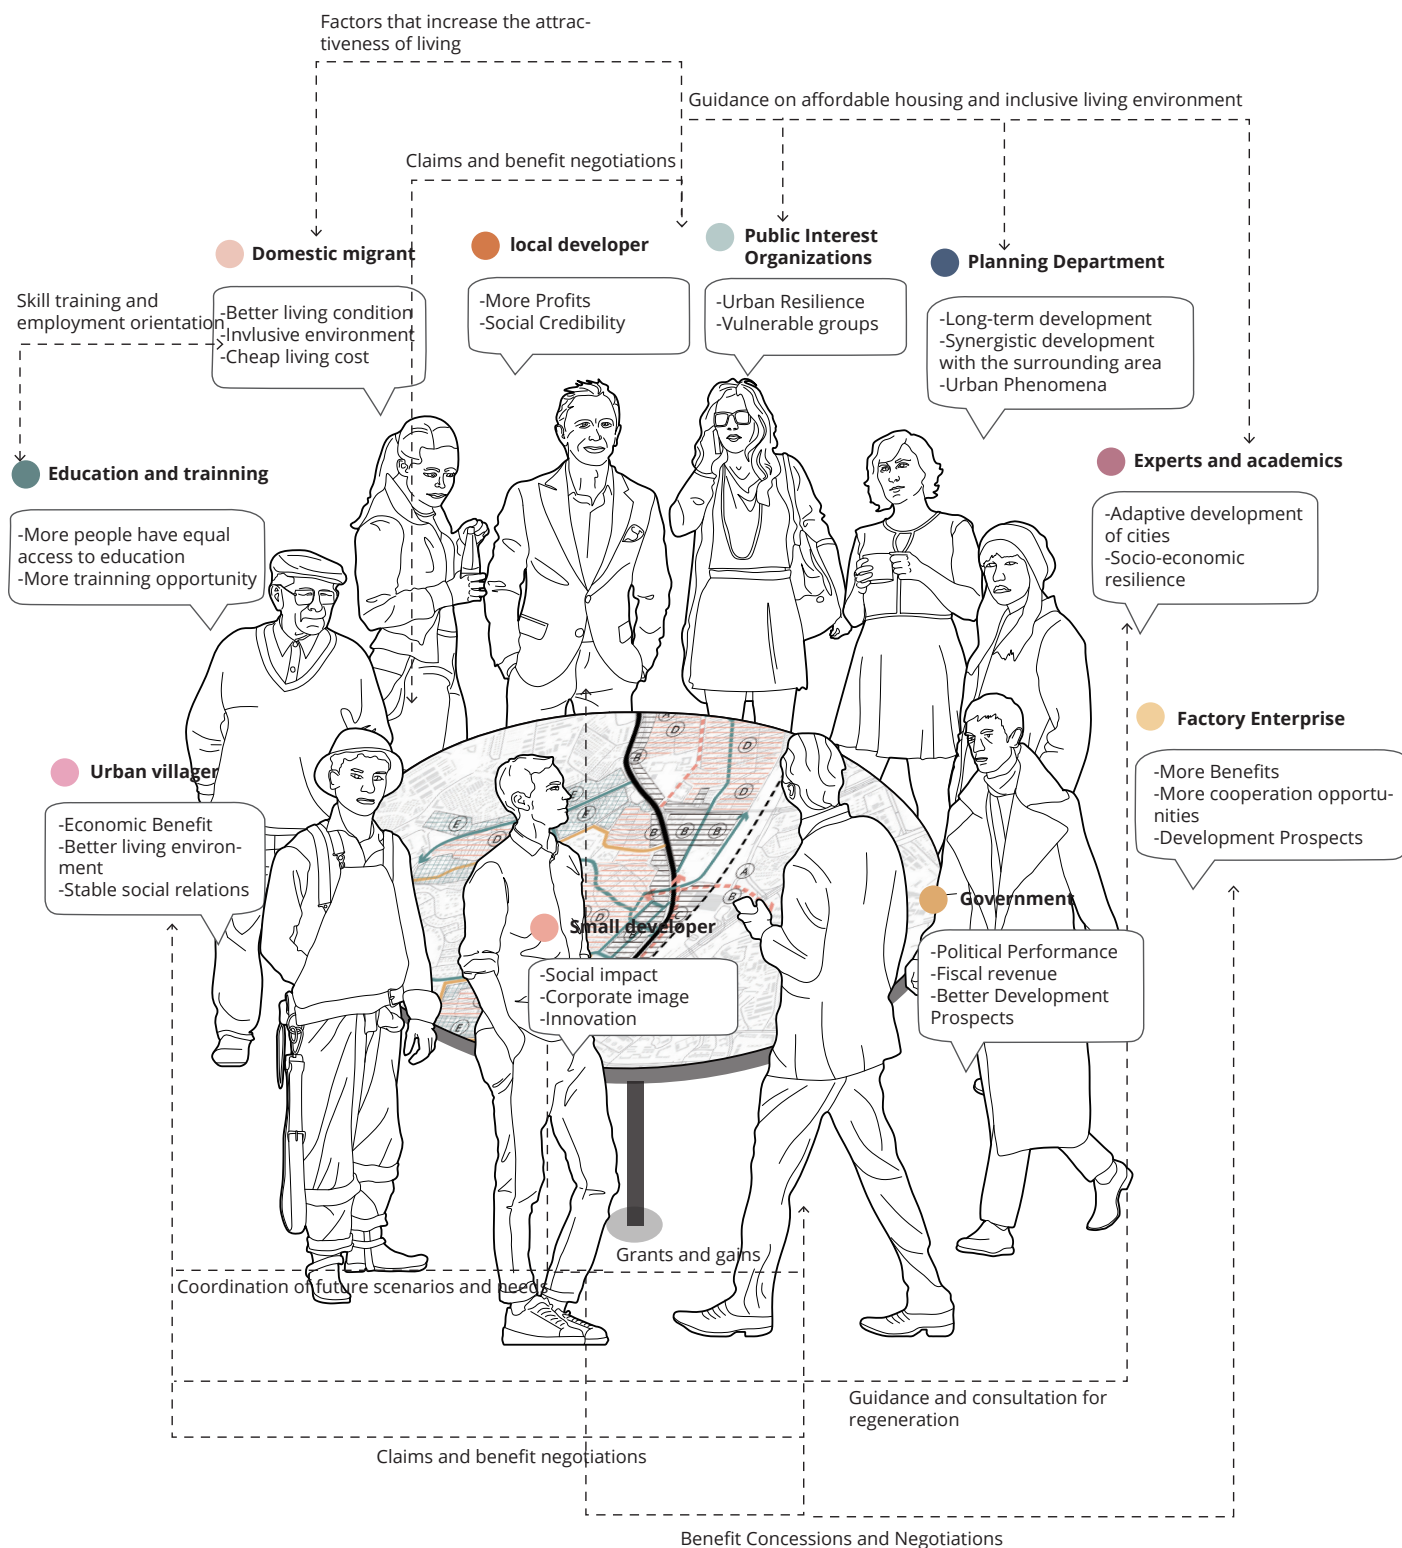 Factors that increase the attrac-
tiveness of living
Guidance on affordable housing and inclusive living environment
Claims and benefit negotiations
Domestic migrant
-Better living condition
-Invlusive environment
-Cheap living cost
local developer
-More Profits
-Social Credibility
Public Interest
Organizations
-Urban Resilience
-Vulnerable groups
Planning Department
-Long-term development
-Synergistic development
with the surrounding area
-Urban Phenomena
Skill training and
employment orientation
Education and trainning
-More people have equal
access to education
-More trainning opportunity
Experts and academics
-Adaptive development
of cities
-Socio-economic
resilience
Factory Enterprise
-More Benefits
-More cooperation opportu-
nities
-Development Prospects
Urban villager
-Economic Benefit
-Better living environ-
ment
-Stable social relations
Small developer
-Social impact
-Corporate image
-Innovation
Government
-Political Performance
-Fiscal revenue
-Better Development
Prospects
D
D
B
D
E
E
E
D
B
B
B
A
B
D
C
E
E
Grants and gains
Coordination of future scenarios and needs
Guidance and consultation for
regeneration
Claims and benefit negotiations
Benefit Concessions and Negotiations